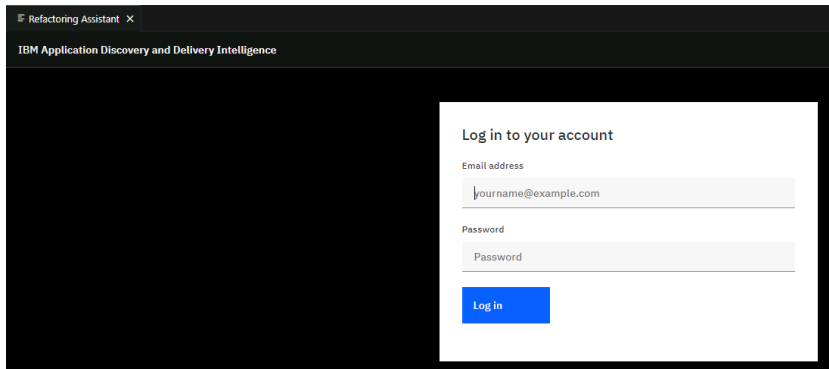 Refactoring Assistant
IBM Application Discovery and Delivery Intelligence
Log in to your account
Email address
yourname@example.com
Password
Password
Log in